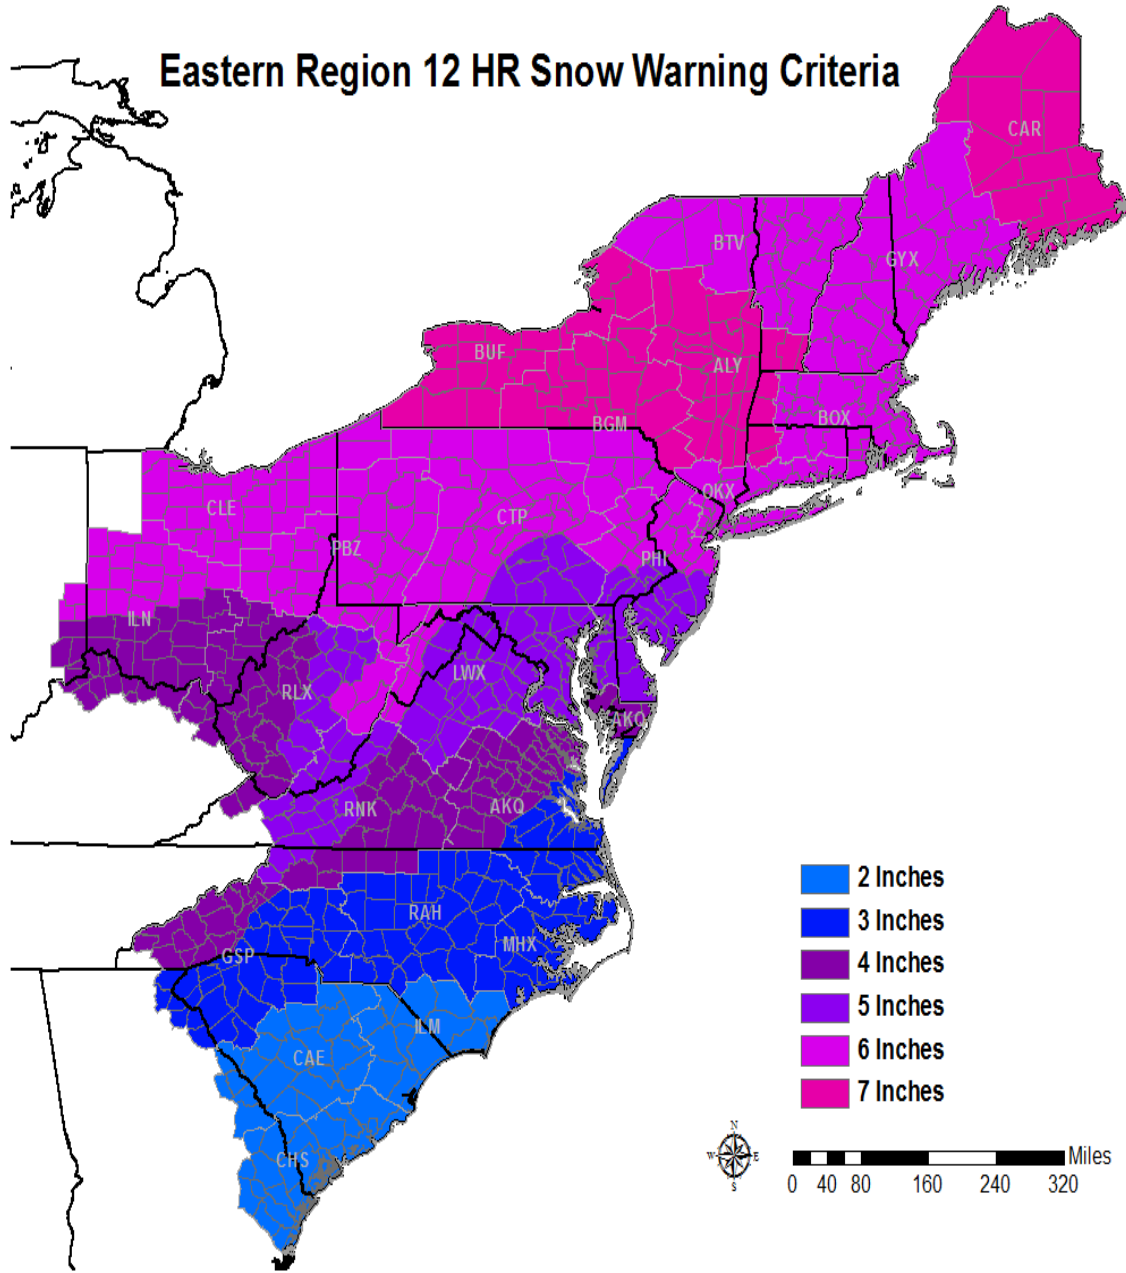 Eastern Region 12 HR Snow Warning Criteria
CAR
BTV
GYX
BUF
ALY
BOX
BGM
OKX
CLE
CTP
PBZ
PHI
ILN
LWX
RLX
AKQ
RNK
AKQ
RAH
MHX
GSP
ILM
CAE
CHS
2 Inches
3 Inches
4 Inches
5 Inches
6 Inches
7 Inches
N
W E
S
Miles
0 40 80 160 240 320